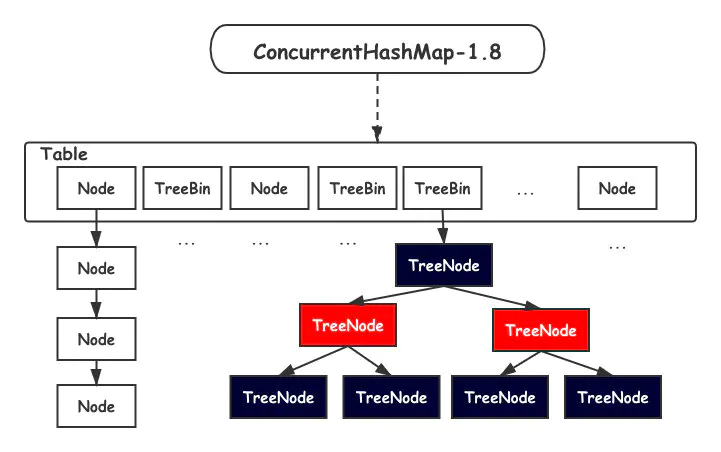 ConcurrentHashMap-1.8
Table
Node TreeBin Node TreeBin TreeBin ... Node
... ... ... ...
Node
TreeNode
TreeNode
TreeNode
Node
TreeNode TreeNode TreeNode TreeNode
Node